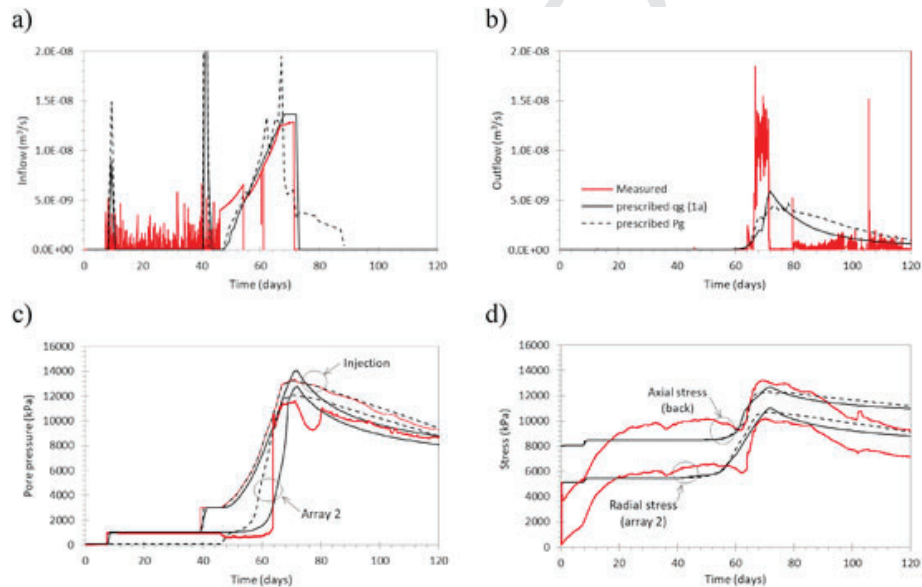 a)
b)
2.0E-08
1.5E-08
1.0E-08
5.0E-09
0.0E+00
Inflow (m³/s)
0 20 40 60 80 100 120
Time (days)
2.0E-08
1.5E-08
1.0E-08
5.0E-09
0.0E+00
Outflow (m³/s)
Measured
prescribed qg (1a)
prescribed Pg
0 20 40 60 80 100 120
Time (days)
c)
d)
16000
14000
12000
10000
8000
6000
4000
2000
0
Pore pressure (kPa)
Injection
Array 2
0 20 40 60 80 100 120
Time (days)
16000
14000
12000
10000
8000
6000
4000
2000
0
Stress (kPa)
Axial stress
(back)
Radial stress
(array 2)
0 20 40 60 80 100 120
Time (days)